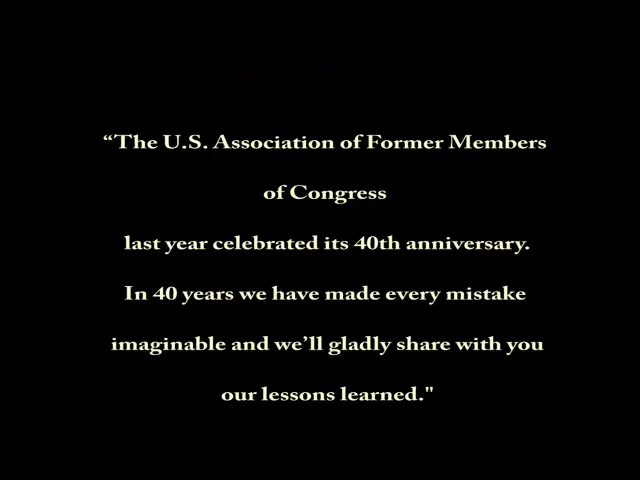 “The U.S. Association of Former Members
of Congress
last year celebrated its 40th anniversary.
In 40 years we have made every mistake
imaginable and we’ll gladly share with you
our lessons learned."